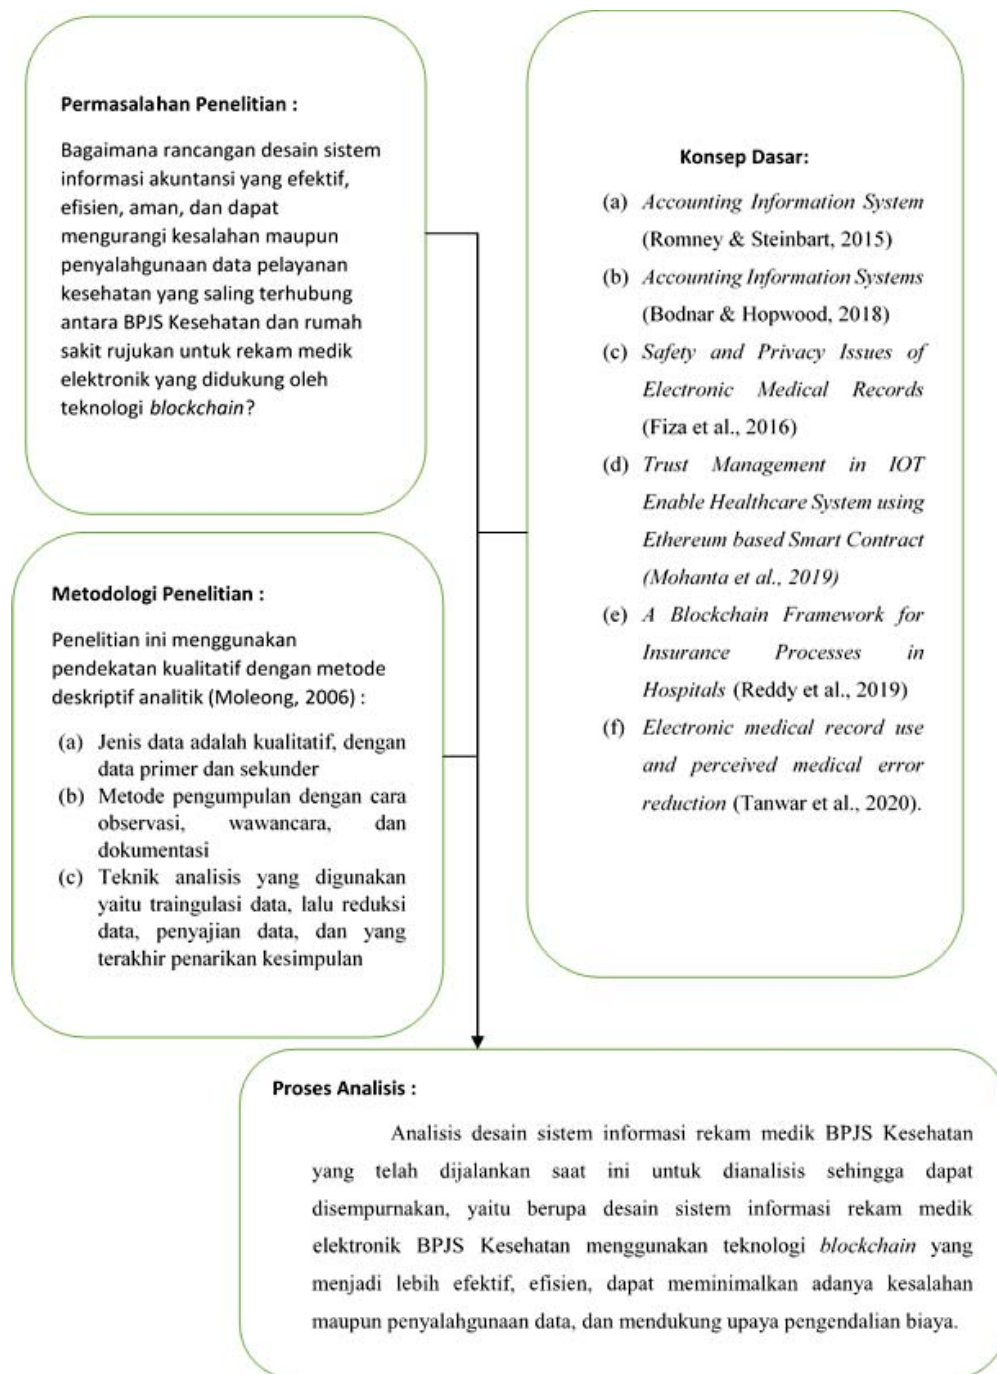 Permasalahan Penelitian :
Bagaimana rancangan desain sistem
informasi akuntansi yang efektif,
efisien, aman, dan dapat
mengurangi kesalahan maupun
penyalahgunaan data pelayanan
kesehatan yang saling terhubung
antara BPJS Kesehatan dan rumah
sakit rujukan untuk rekam medik
elektronik yang didukung oleh
teknologi blockchain?
Konsep Dasar:
(a) Accounting Information System
(Romney & Steinbart, 2015)
(b) Accounting Information Systems
(Bodnar & Hopwood, 2018)
(c) Safety and Privacy Issues of
Electronic Medical Records
(Fiza et al., 2016)
(d) Trust Management in IOT
Enable Healthcare System using
Ethereum based Smart Contract
(Mohanta et al., 2019)
(e) A Blockchain Framework for
Insurance Processes in
Hospitals (Reddy et al., 2019)
(f) Electronic medical record use
and perceived medical error
reduction (Tanwar et al., 2020).
Metodologi Penelitian :
Penelitian ini menggunakan
pendekatan kualitatif dengan metode
deskriptif analitik (Moleong, 2006) :
(a) Jenis data adalah kualitatif, dengan
data primer dan sekunder
(b) Metode pengumpulan dengan cara
observasi, wawancara, dan
dokumentasi
(c) Teknik analisis yang digunakan
yaitu traingulasi data, lalu reduksi
data, penyajian data, dan yang
terakhir penarikan kesimpulan
Proses Analisis :
Analisis desain sistem informasi rekam medik BPJS Kesehatan
yang telah dijalankan saat ini untuk dianalisis sehingga dapat
disempurnakan, yaitu berupa desain sistem informasi rekam medik
elektronik BPJS Kesehatan menggunakan teknologi blockchain yang
menjadi lebih efektif, efisien, dapat meminimalkan adanya kesalahan
maupun penyalahgunaan data, dan mendukung upaya pengendalian biaya.